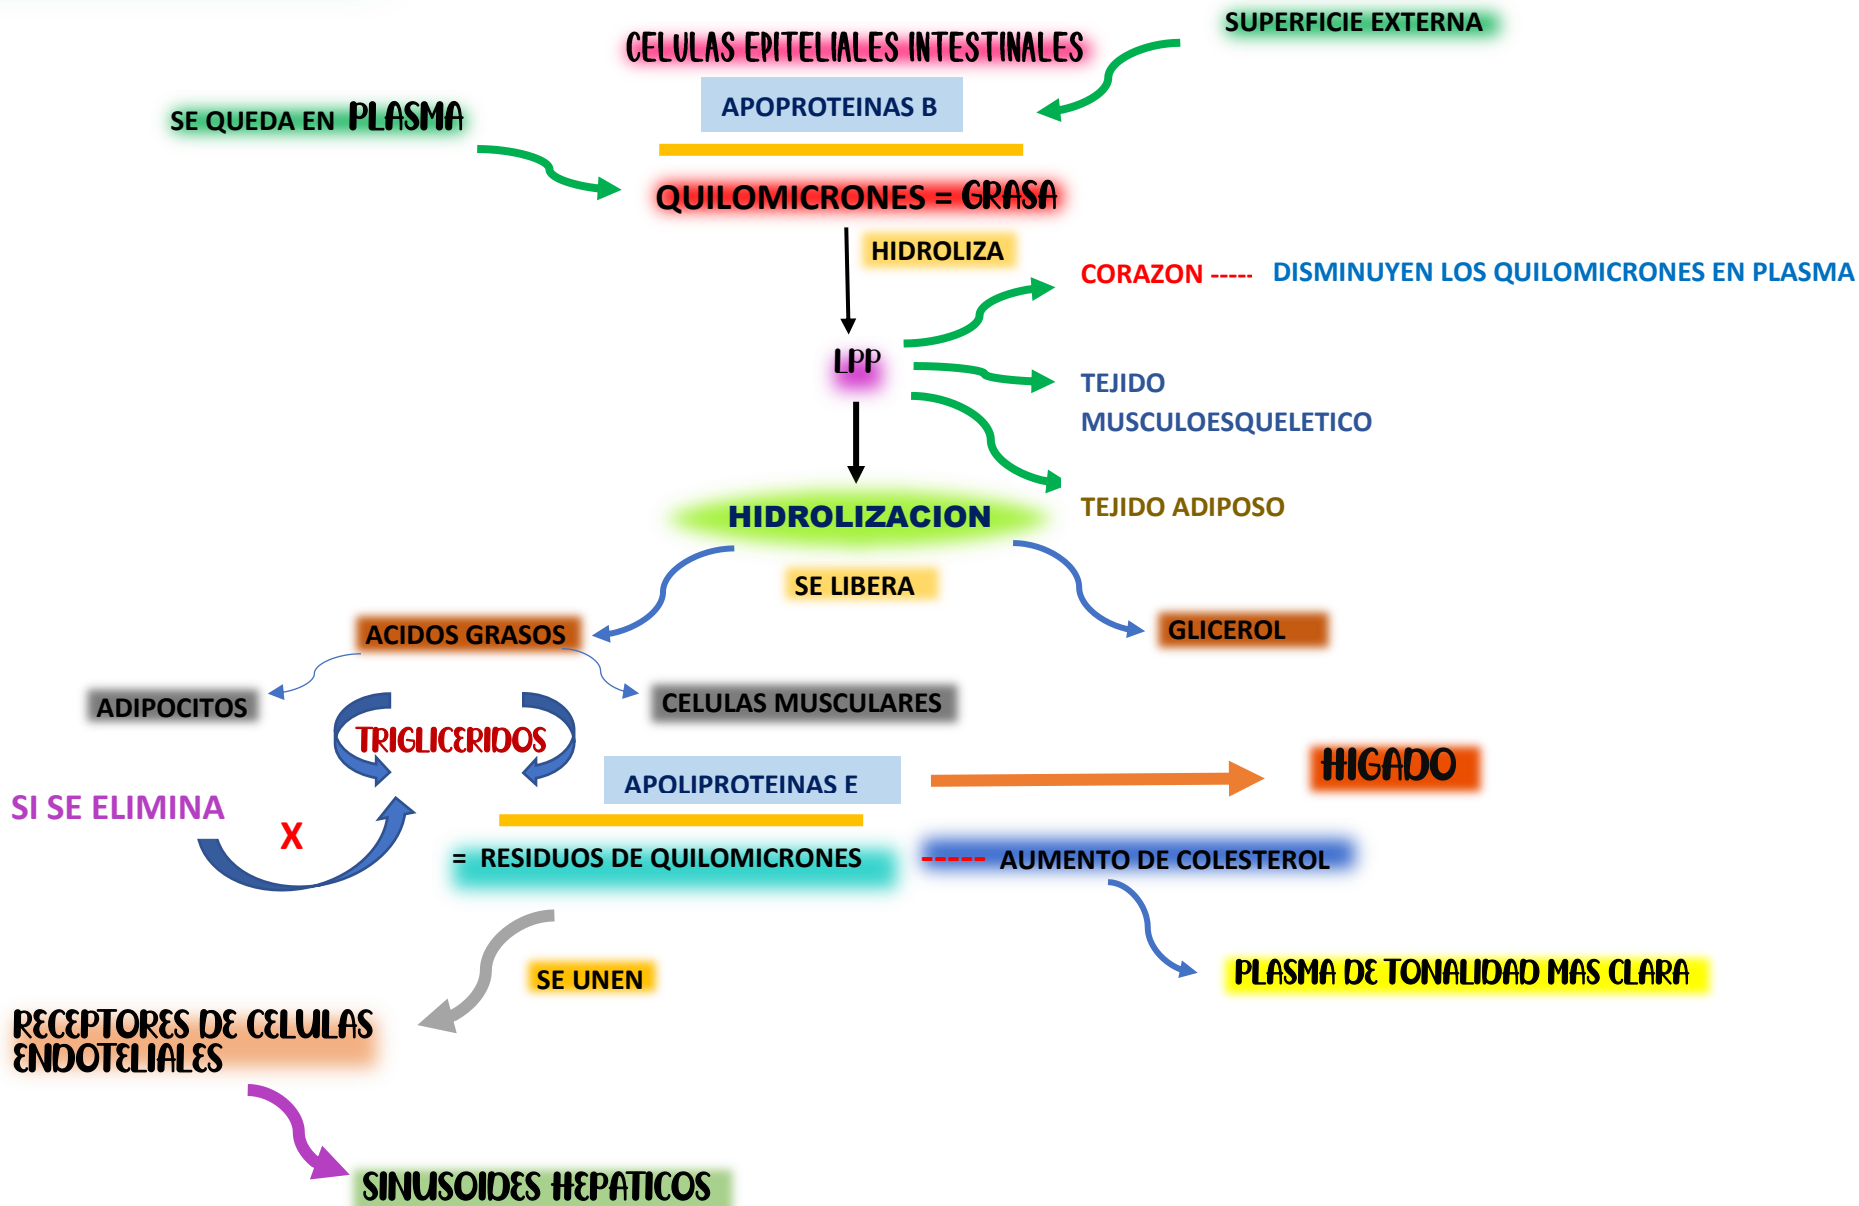 SUPERFICIE EXTERNA
CELULAS EPITELIALES INTESTINALES
APOPROTEINAS B
SE QUEDA EN PLASMA
QUILOMICRONES = GRASA
HIDROLIZA
CORAZON ----- DISMINUYEN LOS QUILOMICRONES EN PLASMA
LPP
TEJIDO
MUSCULOESQUELETICO
TEJIDO ADIPOSO
HIDROLIZACION
SE LIBERA
ACIDOS GRASOS
GLICEROL
ADIPOCITOS
CELULAS MUSCULARES
TRIGLICERIDOS
APOLIPROTEINAS E
HIGADO
SI SE ELIMINA
X
= RESIDUOS DE QUILOMICRONES ----- AUMENTO DE COLESTEROL
SE UNEN
PLASMA DE TONALIDAD MAS CLARA
RECEPTORES DE CELULAS
ENDOTELIALES
SINUSOIDES HEPATICOS